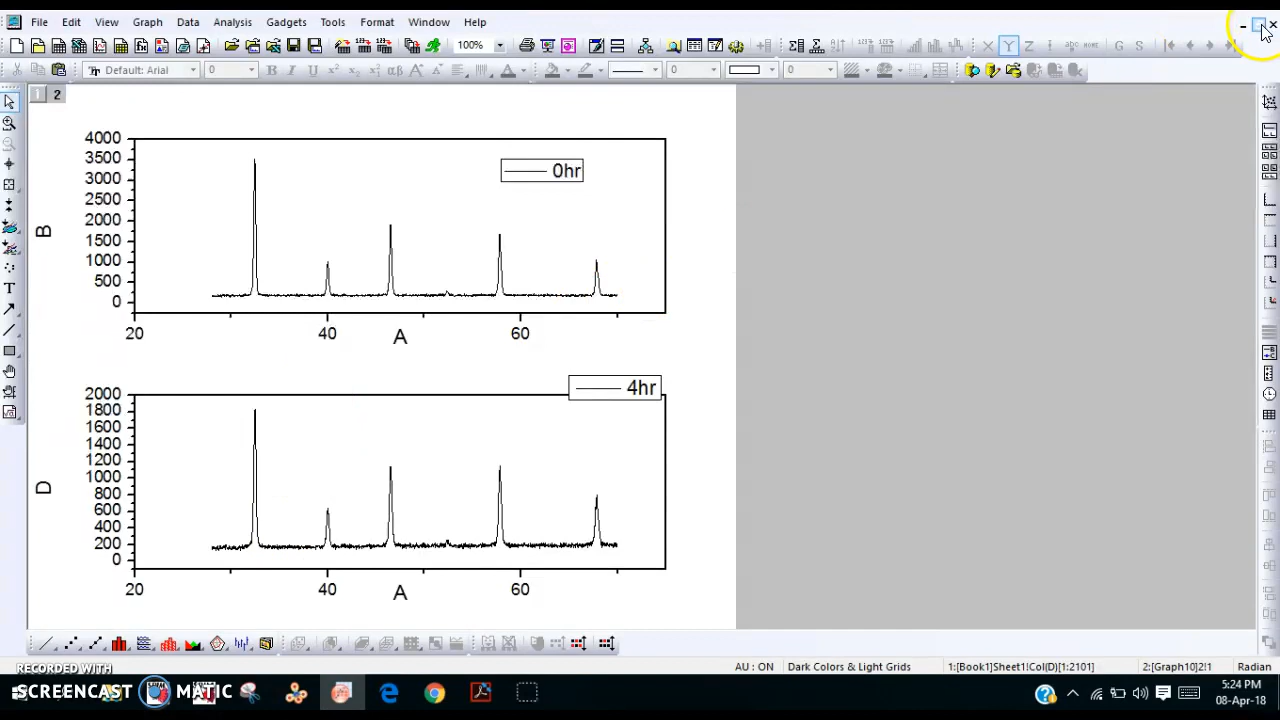 File Edit View Graph Data Analysis Gadgets Tools Format Window Help
100%
Default: Arial 0 B I U 0 0
1 2
4000
3500
3000
2500
2000
1500
1000
500
0
B
0hr
20 40 60
A
2000
1800
1600
1400
1200
1000
800
600
400
200
0
D
4hr
20 40 60
A
AU : ON Dark Colors & Light Grids 1:[Book1]Sheet1!Col(D)[1:2101] 2:[Graph10]2!1 Radian
RECORDED WITH
SCREENCAST MATIC
5:24 PM
08-Apr-18